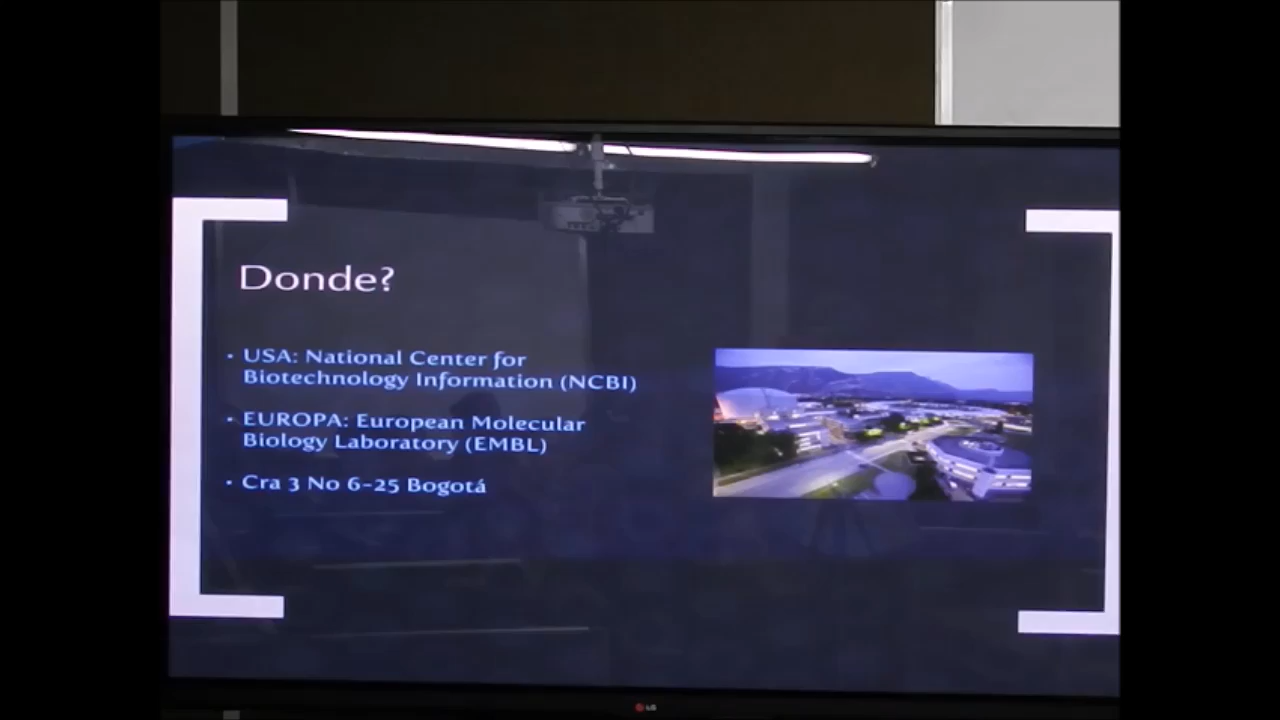 Donde?
• USA: National Center for
Biotechnology Information (NCBI)
• EUROPA: European Molecular
Biology Laboratory (EMBL)
• Cra 3 No 6-25 Bogotá
LG